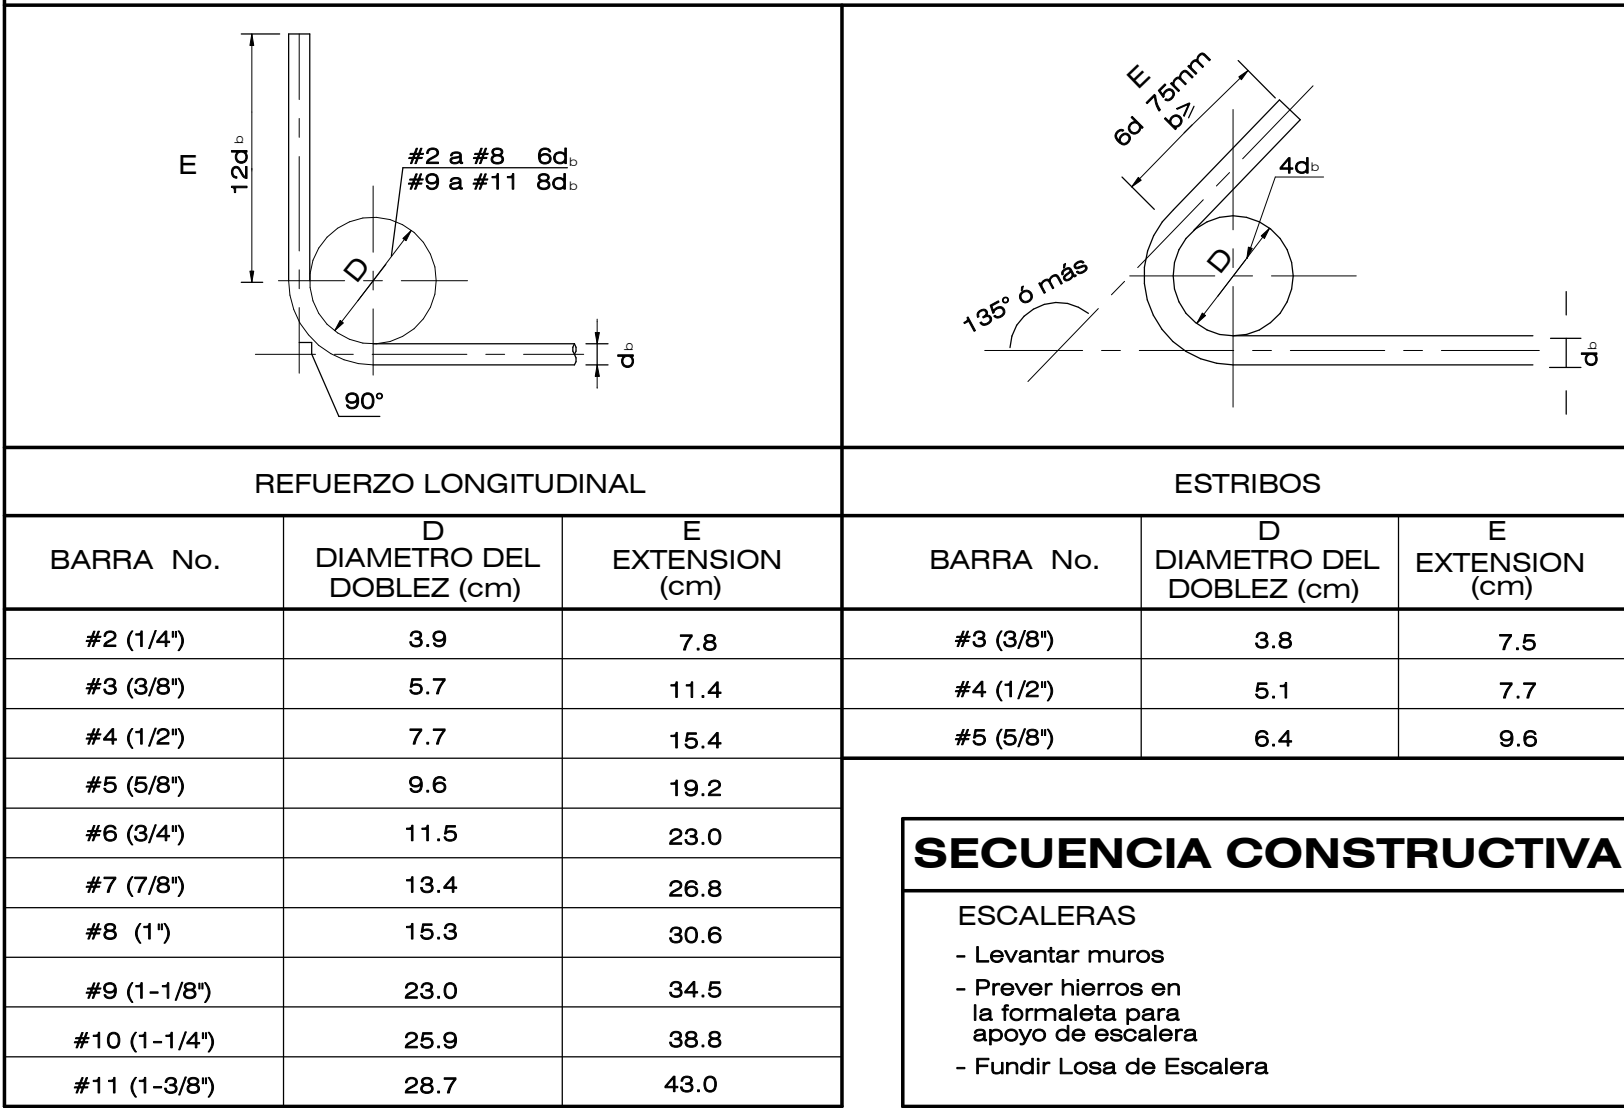 E
12db
#2 a #8 6db
#9 a #11 8db
D
db
90°
E
6d 75mm
b≥
4db
D
135° ó más
db
REFUERZO LONGITUDINAL
BARRA No.
D
DIAMETRO DEL
DOBLEZ (cm)
E
EXTENSION
(cm)
#2 (1/4") 3.9 7.8
#3 (3/8") 5.7 11.4
#4 (1/2") 7.7 15.4
#5 (5/8") 9.6 19.2
#6 (3/4") 11.5 23.0
#7 (7/8") 13.4 26.8
#8 (1") 15.3 30.6
#9 (1-1/8") 23.0 34.5
#10 (1-1/4") 25.9 38.8
#11 (1-3/8") 28.7 43.0
ESTRIBOS
BARRA No.
D
DIAMETRO DEL
DOBLEZ (cm)
E
EXTENSION
(cm)
#3 (3/8") 3.8 7.5
#4 (1/2") 5.1 7.7
#5 (5/8") 6.4 9.6
SECUENCIA CONSTRUCTIVA
ESCALERAS
- Levantar muros
- Prever hierros en
la formaleta para
apoyo de escalera
- Fundir Losa de Escalera